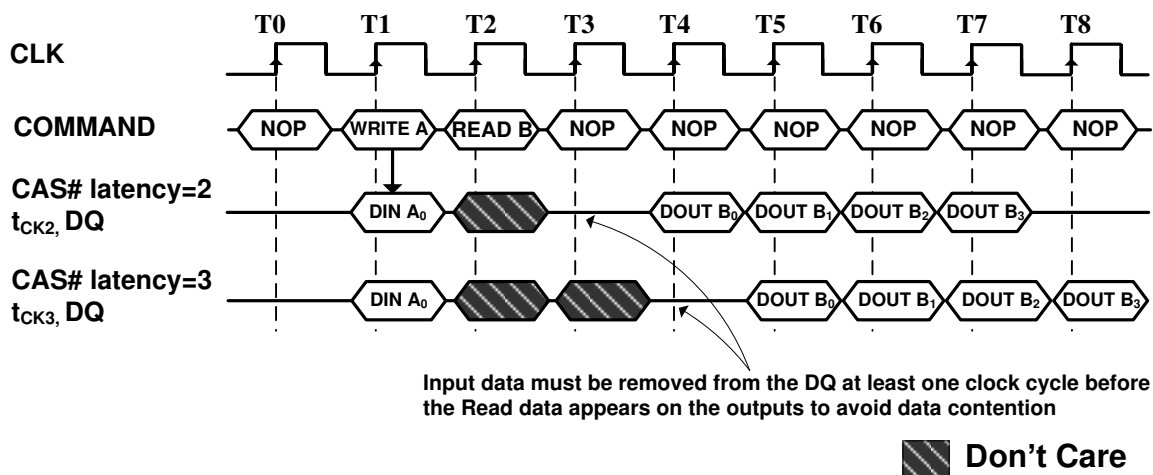 T0 T1 T2 T3 T4 T5 T6 T7 T8
CLK
COMMAND NOP WRITE A READ B NOP NOP NOP NOP NOP NOP
CAS# latency=2
tCK2, DQ DIN A0 DOUT B0 DOUT B1 DOUT B2 DOUT B3
CAS# latency=3
tCK3, DQ DIN A0 DOUT B0 DOUT B1 DOUT B2 DOUT B3
Input data must be removed from the DQ at least one clock cycle before
the Read data appears on the outputs to avoid data contention
Don't Care